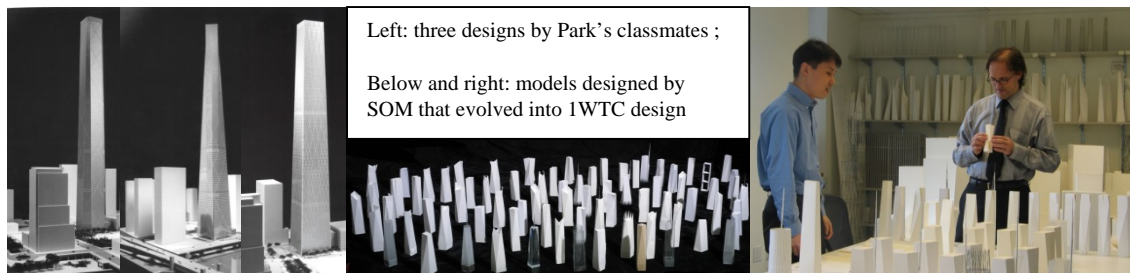 Left: three designs by Park’s classmates ;
Below and right: models designed by
SOM that evolved into 1WTC design